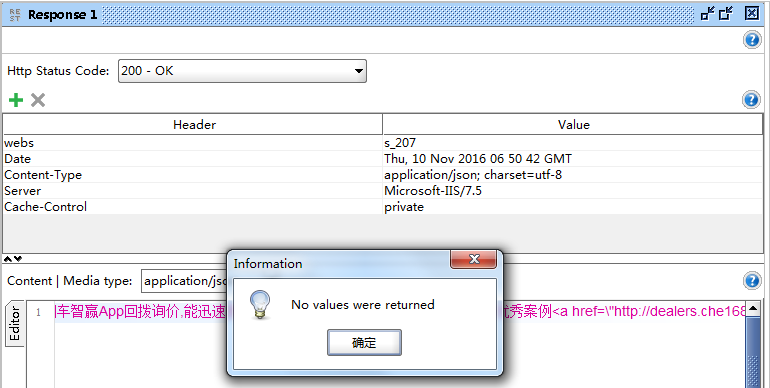 REST Response 1
Http Status Code: 200 - OK
Header Value
webs s_207
Date Thu, 10 Nov 2016 06 50 42 GMT
Content-Type application/json; charset=utf-8
Server Microsoft-IIS/7.5
Cache-Control private
Information
Content | Media type: application/jso
No values were returned
Editor
1 车智赢App回拨询价,能迅速 优秀案例<a href=\"http://dealers.che168
确定